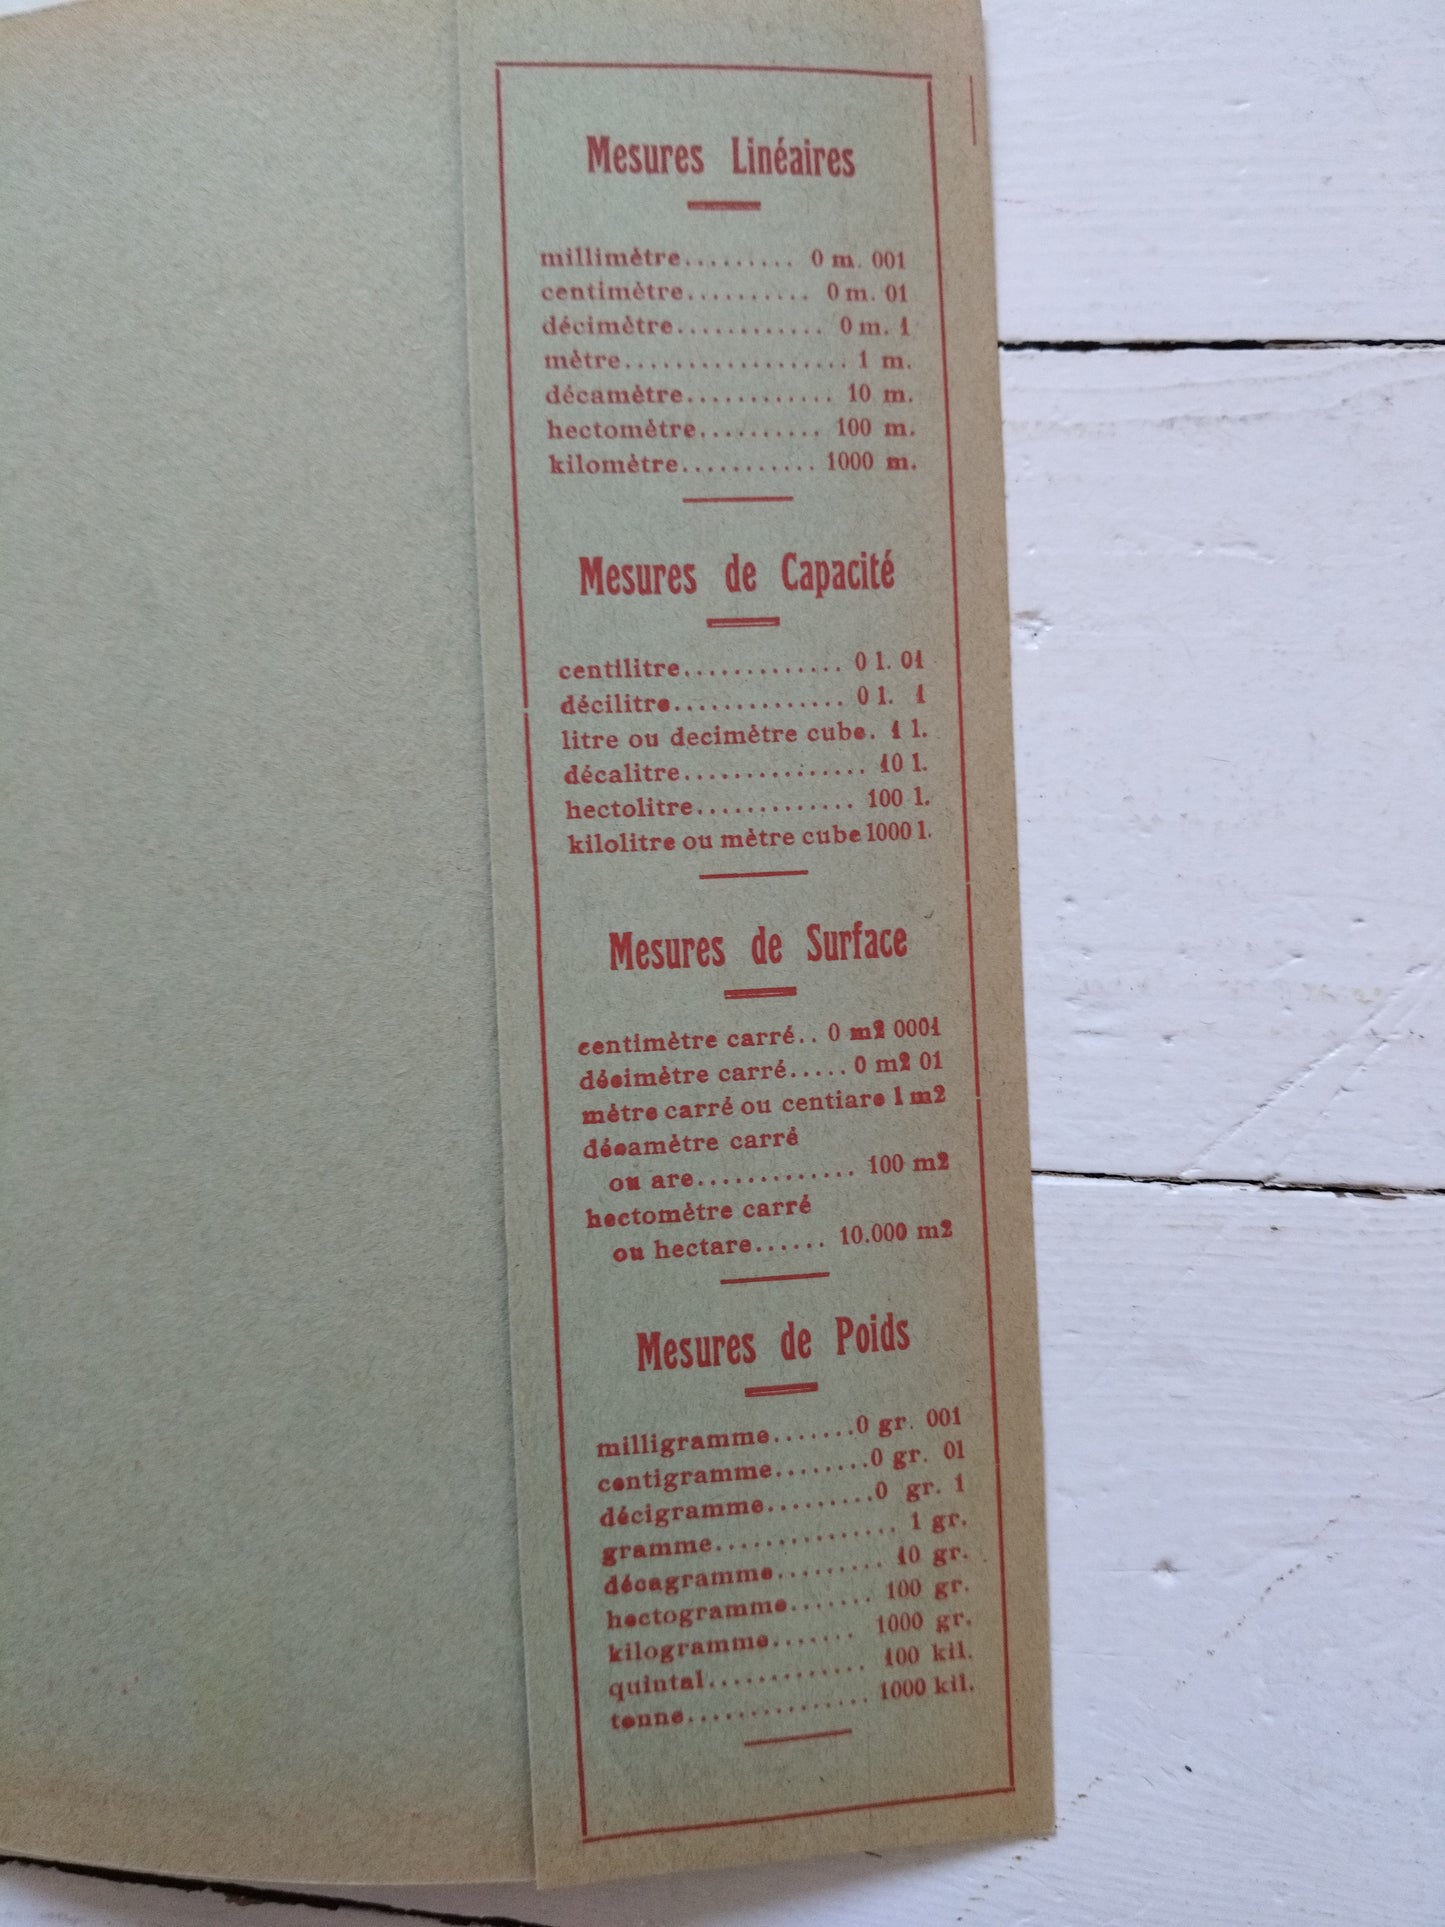 Mesures Linéaires
millimètre......... 0 m. 001
centimètre.......... 0 m. 01
décimètre............ 0 m. 1
mètre.................. 1 m.
décamètre............ 10 m.
hectomètre.......... 100 m.
kilomètre........... 1000 m.
Mesures de Capacité
centilitre............. 0 l. 01
décilitre.............. 0 l. 1
litre ou decimètre cube. 1 l.
décalitre............... 10 l.
hectolitre............. 100 l.
kilolitre ou mètre cube 1000 l.
Mesures de Surface
centimètre carré.. 0 m2 0001
décimètre carré..... 0 m2 01
mètre carré ou centiare 1 m2
décamètre carré
ou are............. 100 m2
hectomètre carré
ou hectare...... 10.000 m2
Mesures de Poids
milligramme.......0 gr. 001
centigramme........0 gr. 01
décigramme.........0 gr. 1
gramme............... 1 gr.
décagramme......... 10 gr.
hectogramme....... 100 gr.
kilogramme....... 1000 gr.
quintal............. 100 kil.
tonne............... 1000 kil.